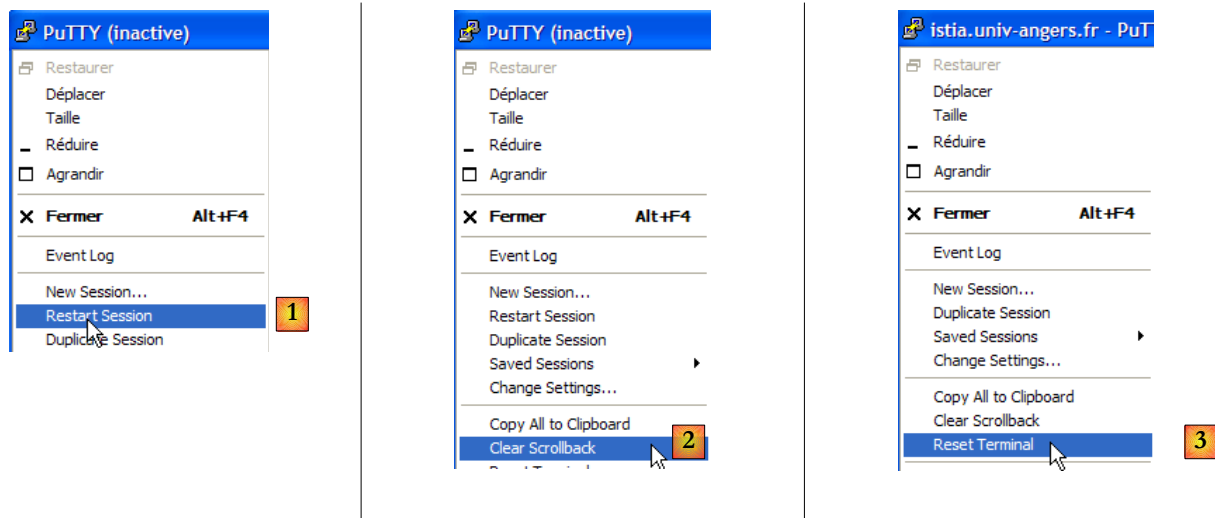 PuTTY (inactive)
Restaurer
Déplacer
Taille
Réduire
Agrandir
Fermer Alt+F4
Event Log
New Session...
Restart Session
Duplicate Session
1
PuTTY (inactive)
Restaurer
Déplacer
Taille
Réduire
Agrandir
Fermer Alt+F4
Event Log
New Session...
Restart Session
Duplicate Session
Saved Sessions
Change Settings...
Copy All to Clipboard
Clear Scrollback
2
istia.univ-angers.fr - PuT
Restaurer
Déplacer
Taille
Réduire
Agrandir
Fermer Alt+F4
Event Log
New Session...
Duplicate Session
Saved Sessions
Change Settings...
Copy All to Clipboard
Clear Scrollback
Reset Terminal
3